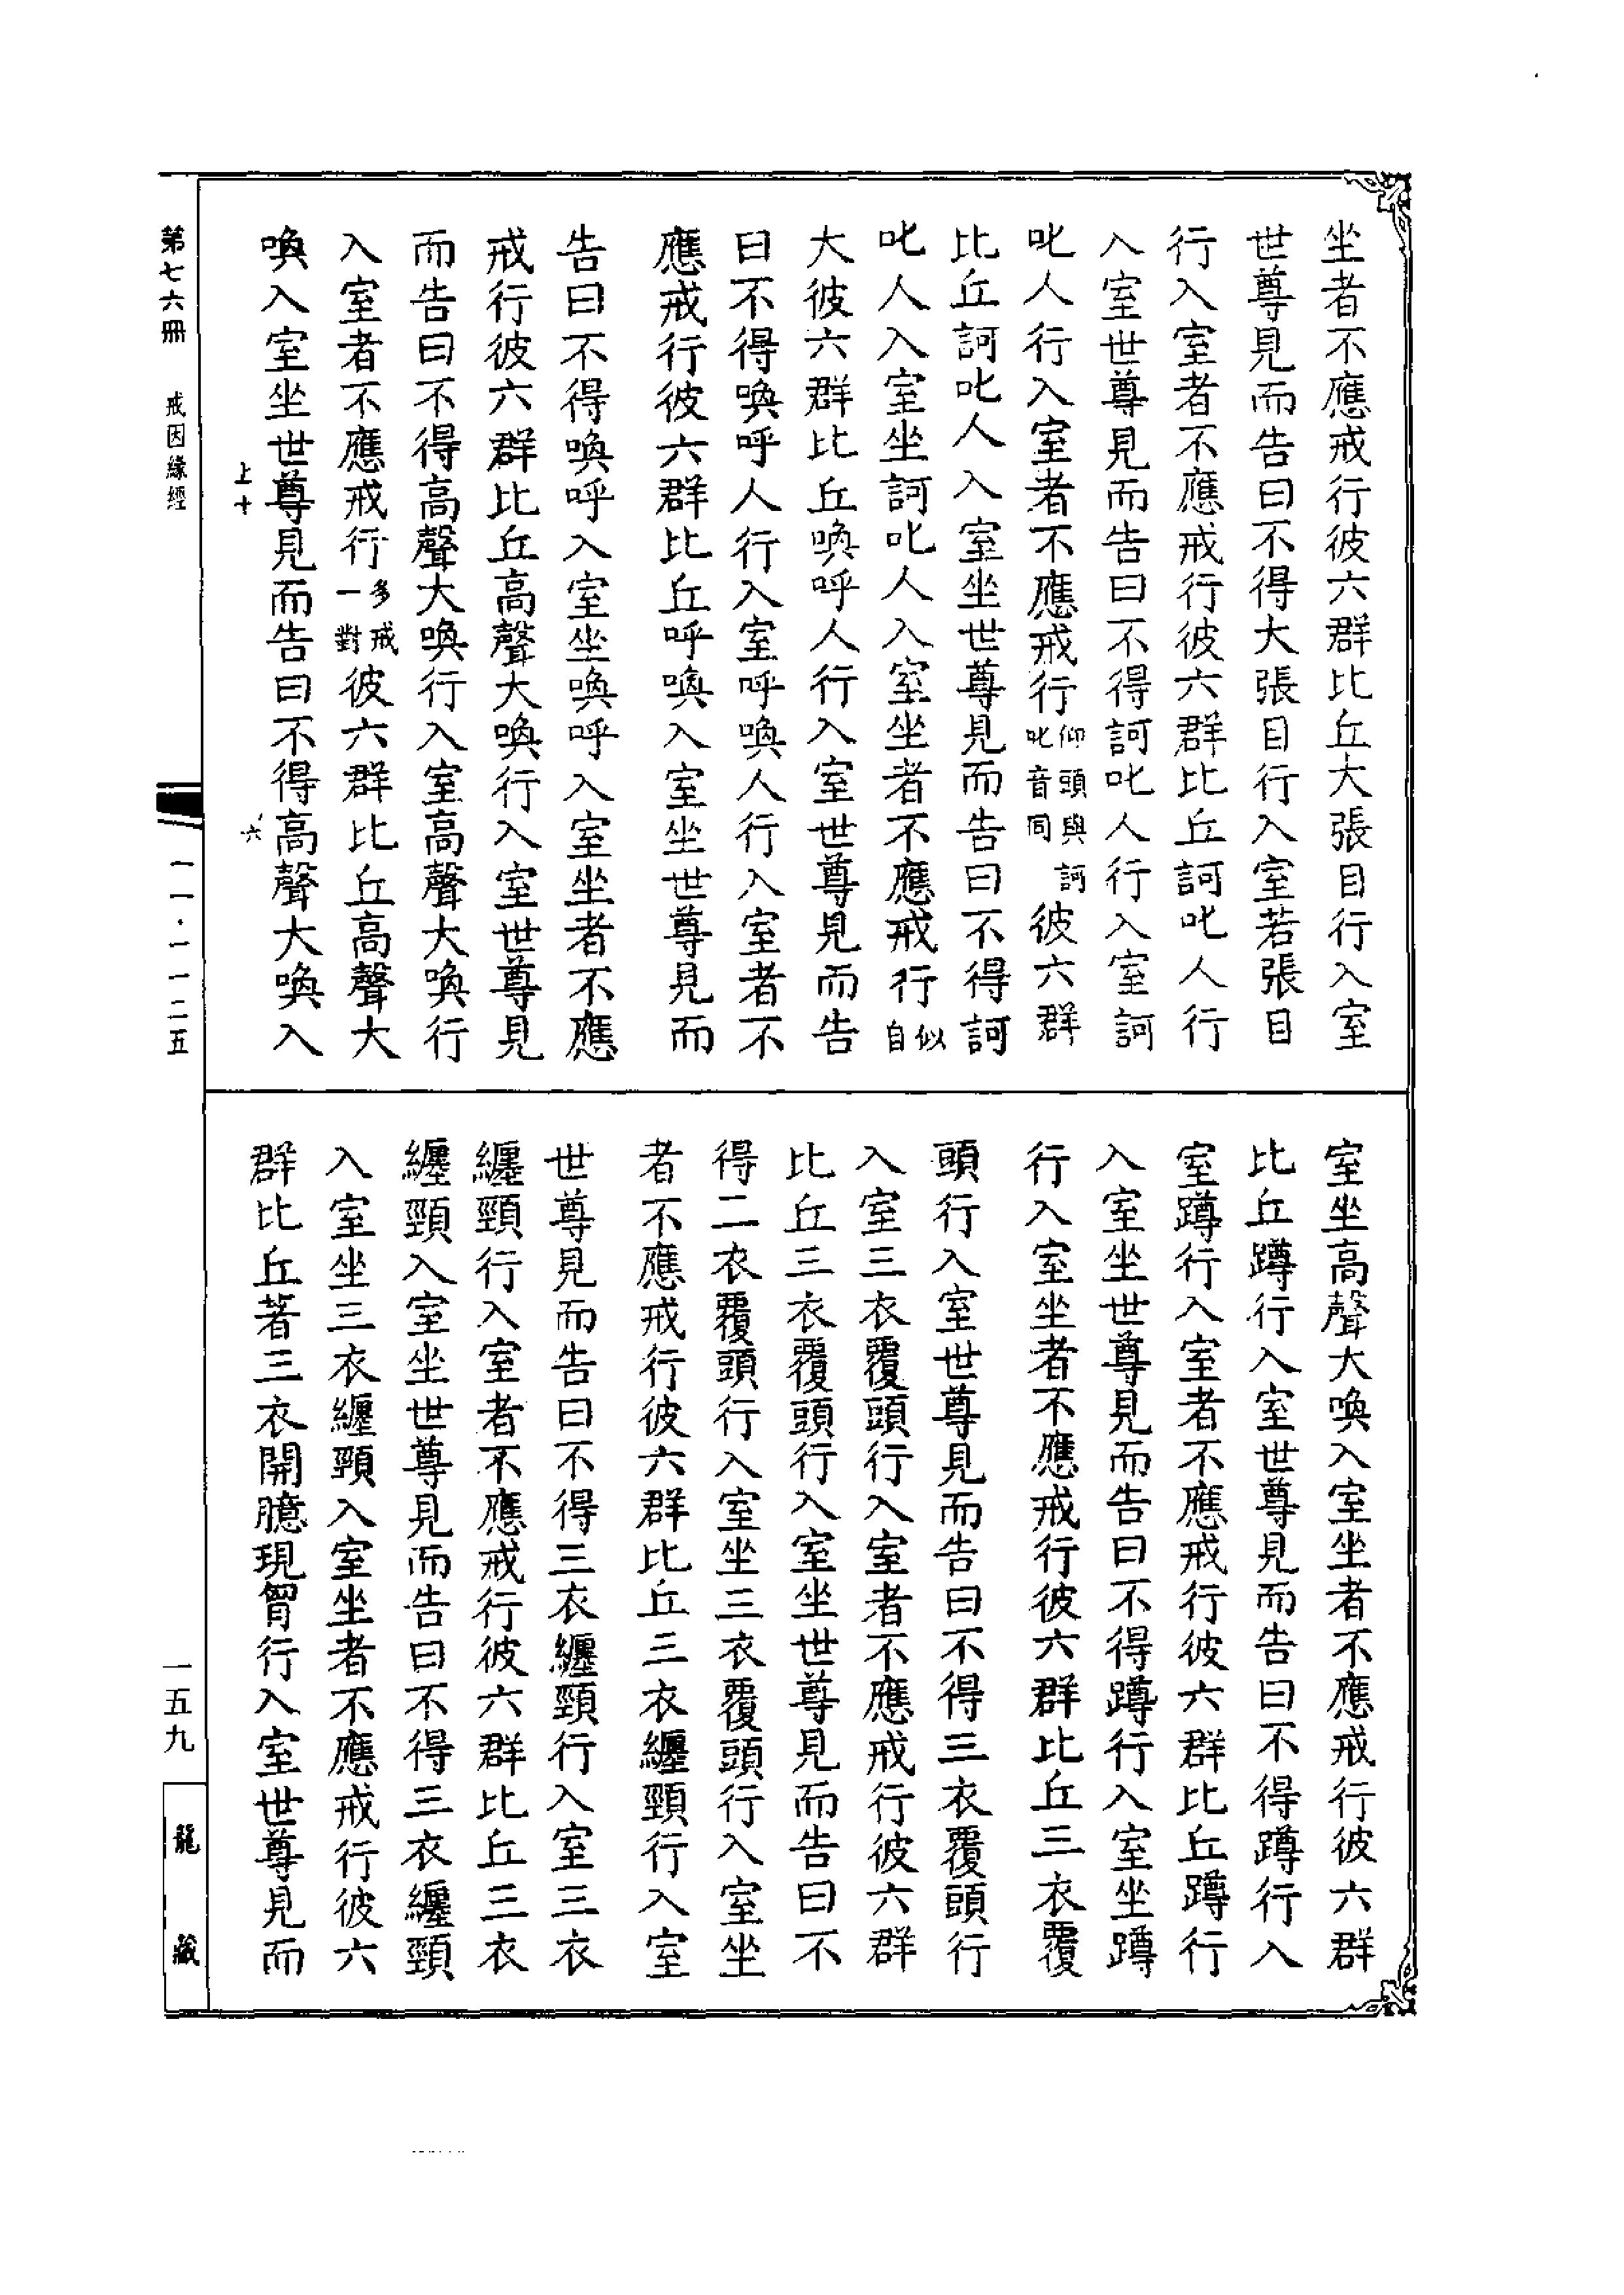 坐者不應戒行彼六群比丘大張目行入室
世尊見而告曰不得大張目行入室若張目
行入室者不應戒行彼六群比丘訶叱人行
入室世尊見而告曰不得訶叱人行入室訶
叱人行入室者不應戒行仰頭與訶叱音同彼六群
比丘訶叱人入室坐世尊見而告曰不得訶
叱人入室坐訶叱人入室坐者不應戒行似自
大彼六群比丘喚呼人行入室世尊見而告
曰不得喚呼人行入室呼喚人行入室者不
應戒行彼六群比丘呼喚入室坐世尊見而
告曰不得喚呼入室坐喚呼入室坐者不應
戒行彼六群比丘高聲大喚行入室世尊見
而告曰不得高聲大喚行入室高聲大喚行
入室者不應戒行多戒一對彼六群比丘高聲大
喚入室坐世尊見而告曰不得高聲大喚入
室坐高聲大喚入室坐者不應戒行彼六群
比丘蹲行入室世尊見而告曰不得蹲行入
室蹲行入室者不應戒行彼六群比丘蹲行
入室坐世尊見而告曰不得蹲行入室坐蹲
行入室坐者不應戒行彼六群比丘三衣覆
頭行入室世尊見而告曰不得三衣覆頭行
入室三衣覆頭行入室者不應戒行彼六群
比丘三衣覆頭行入室坐世尊見而告曰不
得二衣覆頭行入室坐三衣覆頭行入室坐
者不應戒行彼六群比丘三衣纏頸行入室
世尊見而告曰不得三衣纏頸行入室三衣
纏頸行入室者不應戒行彼六群比丘三衣
纏頸入室坐世尊見而告曰不得三衣纏頸
入室坐三衣纏頸入室坐者不應戒行彼六
群比丘著三衣開臆現胷行入室世尊見而
上十
六
第七六冊 戒因緣經
一一·一一二五
一五九
龍藏